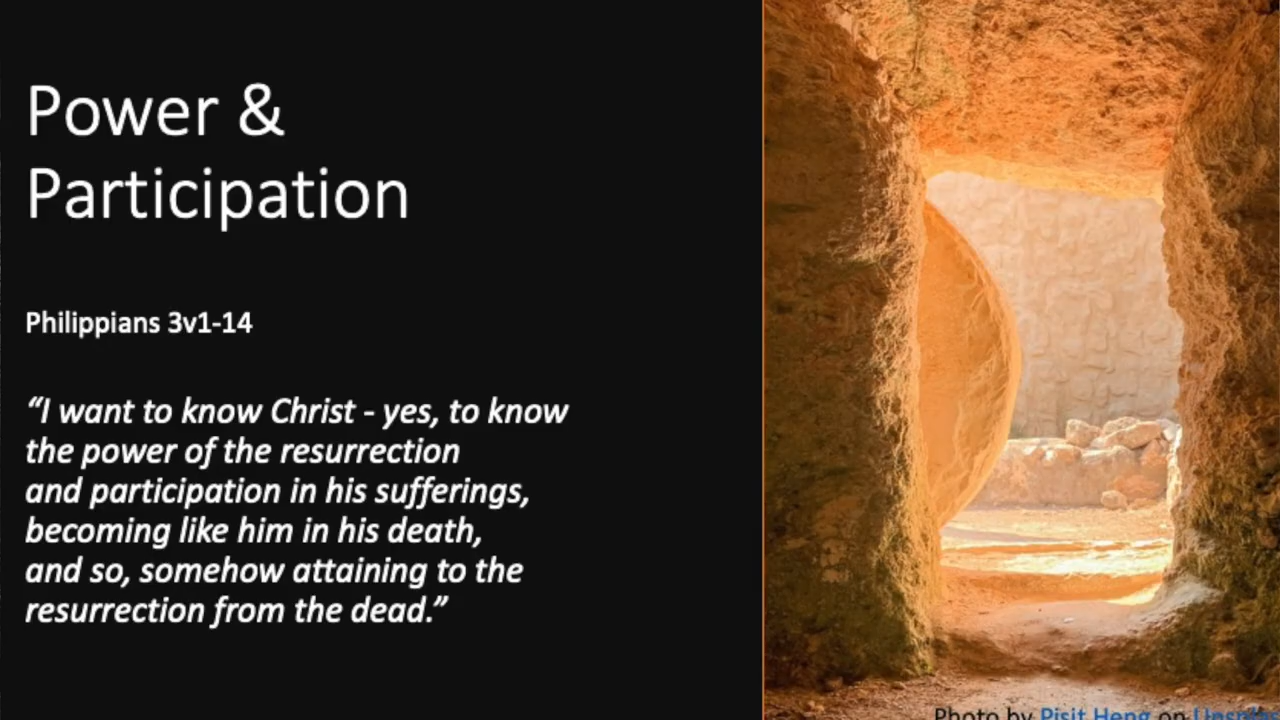 Power &
Participation
Philippians 3v1-14
“I want to know Christ - yes, to know
the power of the resurrection
and participation in his sufferings,
becoming like him in his death,
and so, somehow attaining to the
resurrection from the dead.”
Photo by Pisit Heng on